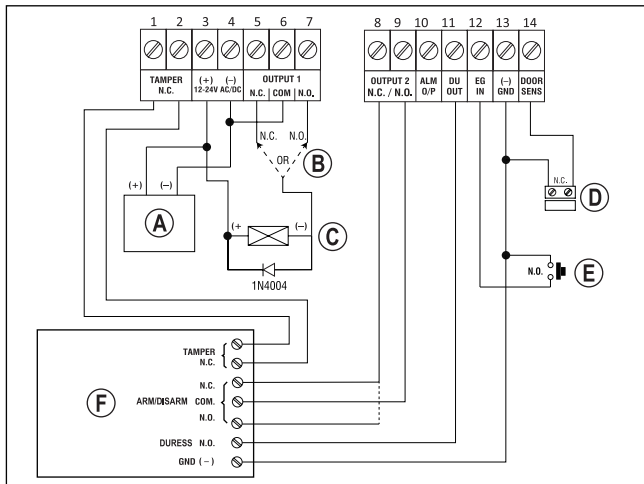 1 2 3 4 5 6 7 8 9 10 11 12 13 14
TAMPER
N.C.
(+) (–)
12-24V AC/DC
OUTPUT 1
N.C. | COM | N.O.
OUTPUT 2
N.C. / N.O.
ALM
O/P
DU
OUT
EG
IN
(–)
GND
DOOR
SENS
N.C. N.O.
OR
B
(+) (–)
A
(+ (–)
C
1N4004
N.C.
D
N.O.
E
F
TAMPER
N.C.
N.C.
ARM/DISARM COM.
N.O.
DURESS N.O.
GND (–)